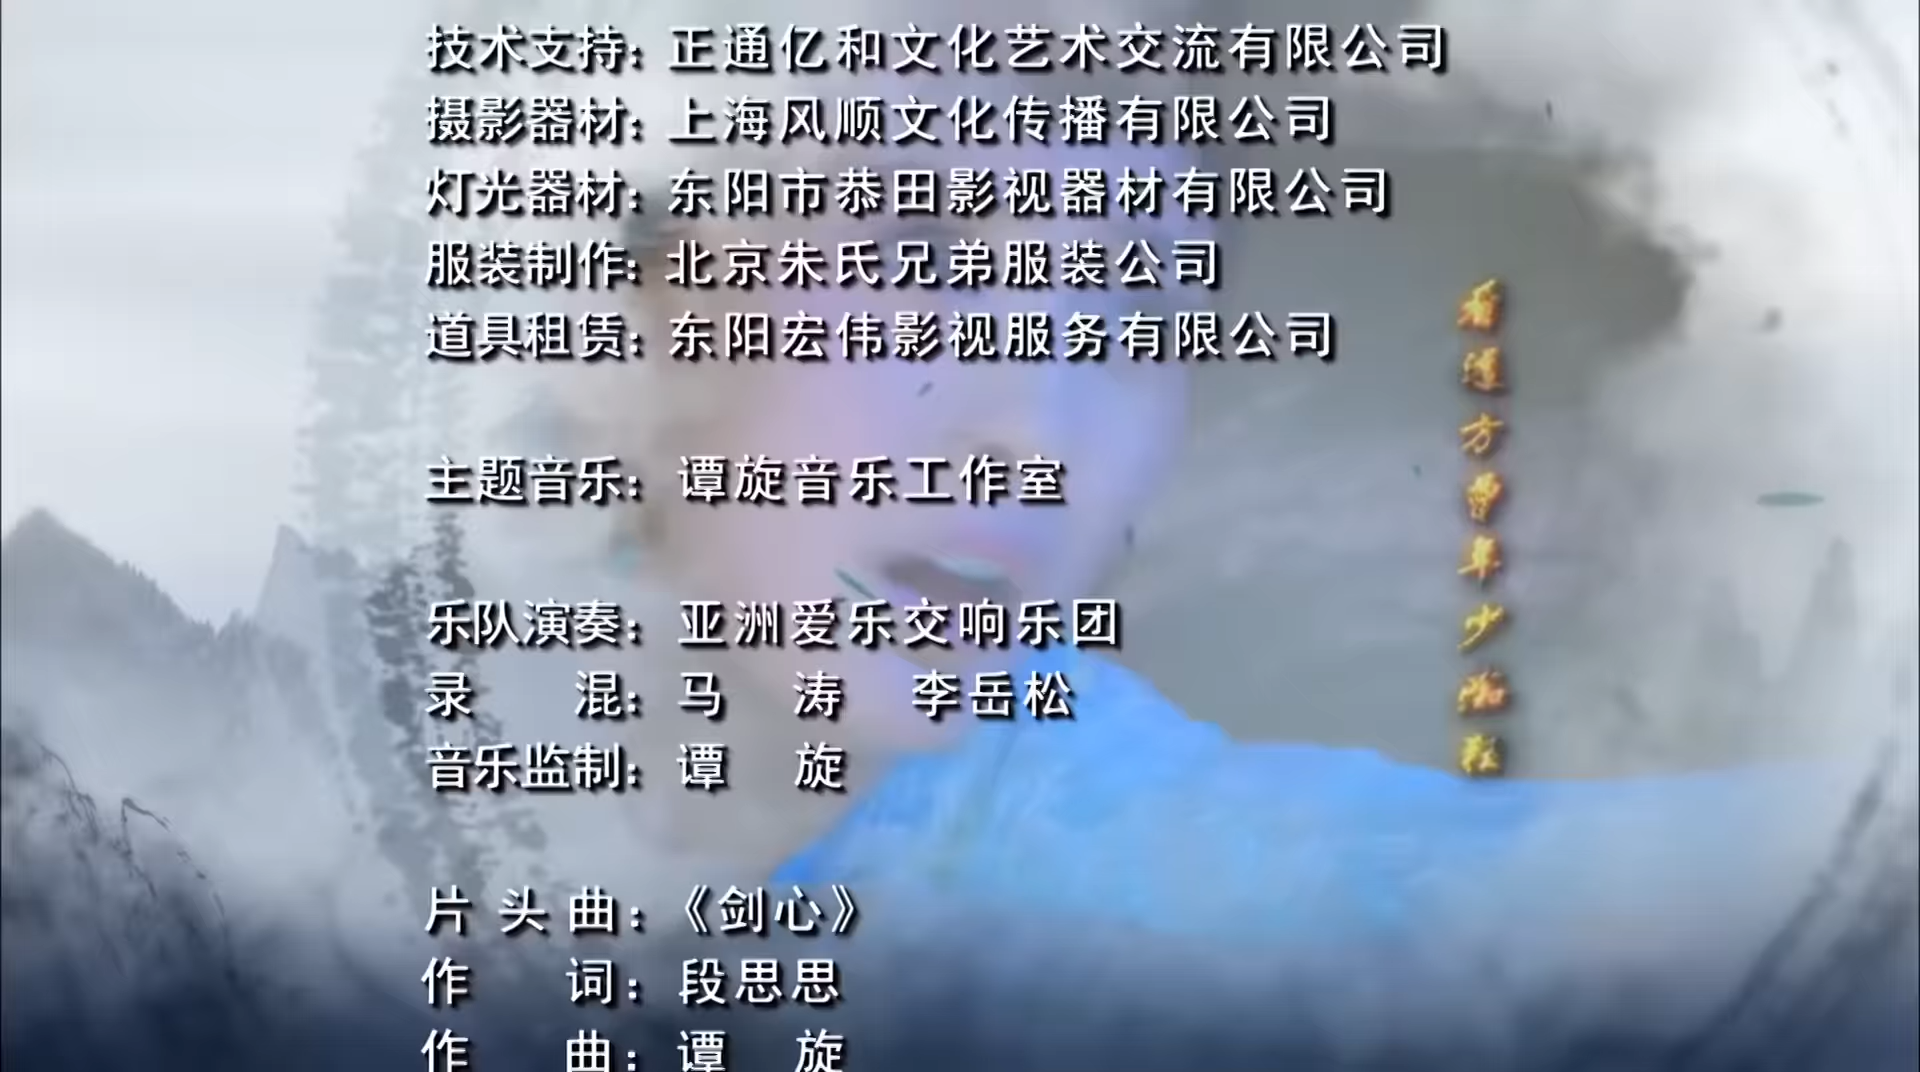 技术支持：正通亿和文化艺术交流有限公司
摄影器材：上海风顺文化传播有限公司
灯光器材：东阳市恭田影视器材有限公司
服装制作：北京朱氏兄弟服装公司
道具租赁：东阳宏伟影视服务有限公司
主题音乐：谭旋音乐工作室
乐队演奏：亚洲爱乐交响乐团
录 混：马 涛 李岳松
音乐监制：谭 旋
片头曲：《剑心》
作 词：段思思
作 曲：谭 旋